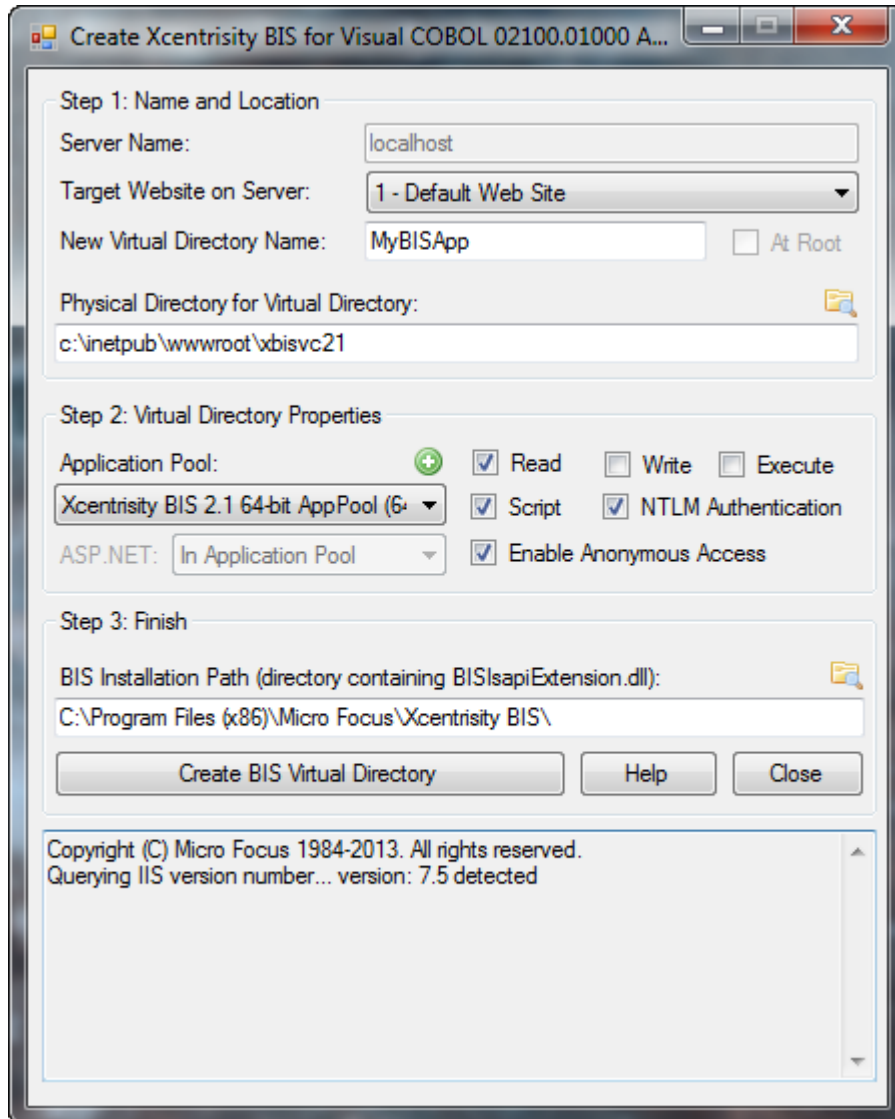 Create Xcentrisity BIS for Visual COBOL 02100.01000 A...
Step 1: Name and Location
Server Name: localhost
Target Website on Server: 1 - Default Web Site
New Virtual Directory Name: MyBISApp At Root
Physical Directory for Virtual Directory:
c:\inetpub\wwwroot\xbisvc21
Step 2: Virtual Directory Properties
Application Pool: Read Write Execute
Xcentrisity BIS 2.1 64-bit AppPool (64 Script NTLM Authentication
ASP.NET: In Application Pool Enable Anonymous Access
Step 3: Finish
BIS Installation Path (directory containing BISIsapiExtension.dll):
C:\Program Files (x86)\Micro Focus\Xcentrisity BIS\
Create BIS Virtual Directory Help Close
Copyright (C) Micro Focus 1984-2013. All rights reserved.
Querying IIS version number... version: 7.5 detected